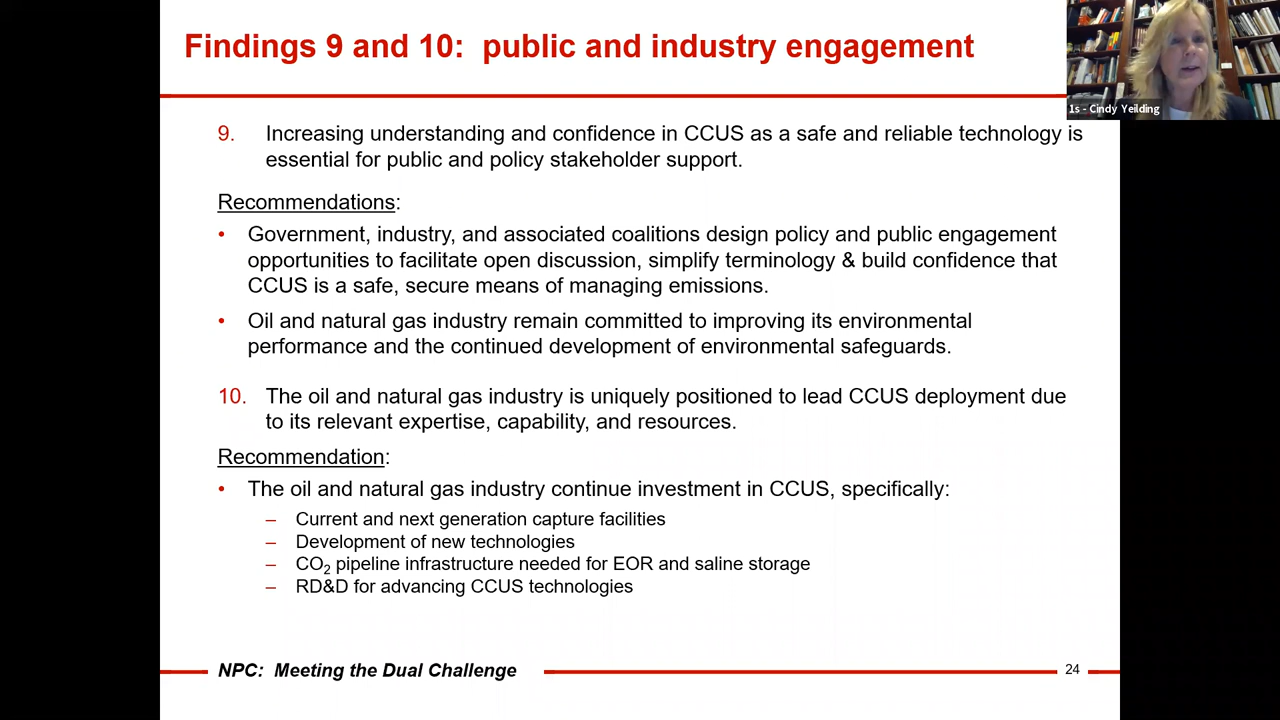 Findings 9 and 10:  public and industry engagement
1s - Cindy Yeilding
9. Increasing understanding and confidence in CCUS as a safe and reliable technology is
essential for public and policy stakeholder support.
Recommendations:
• Government, industry, and associated coalitions design policy and public engagement
opportunities to facilitate open discussion, simplify terminology & build confidence that
CCUS is a safe, secure means of managing emissions.
• Oil and natural gas industry remain committed to improving its environmental
performance and the continued development of environmental safeguards.
10. The oil and natural gas industry is uniquely positioned to lead CCUS deployment due
to its relevant expertise, capability, and resources.
Recommendation:
• The oil and natural gas industry continue investment in CCUS, specifically:
– Current and next generation capture facilities
– Development of new technologies
– CO₂ pipeline infrastructure needed for EOR and saline storage
– RD&D for advancing CCUS technologies
NPC:  Meeting the Dual Challenge
24